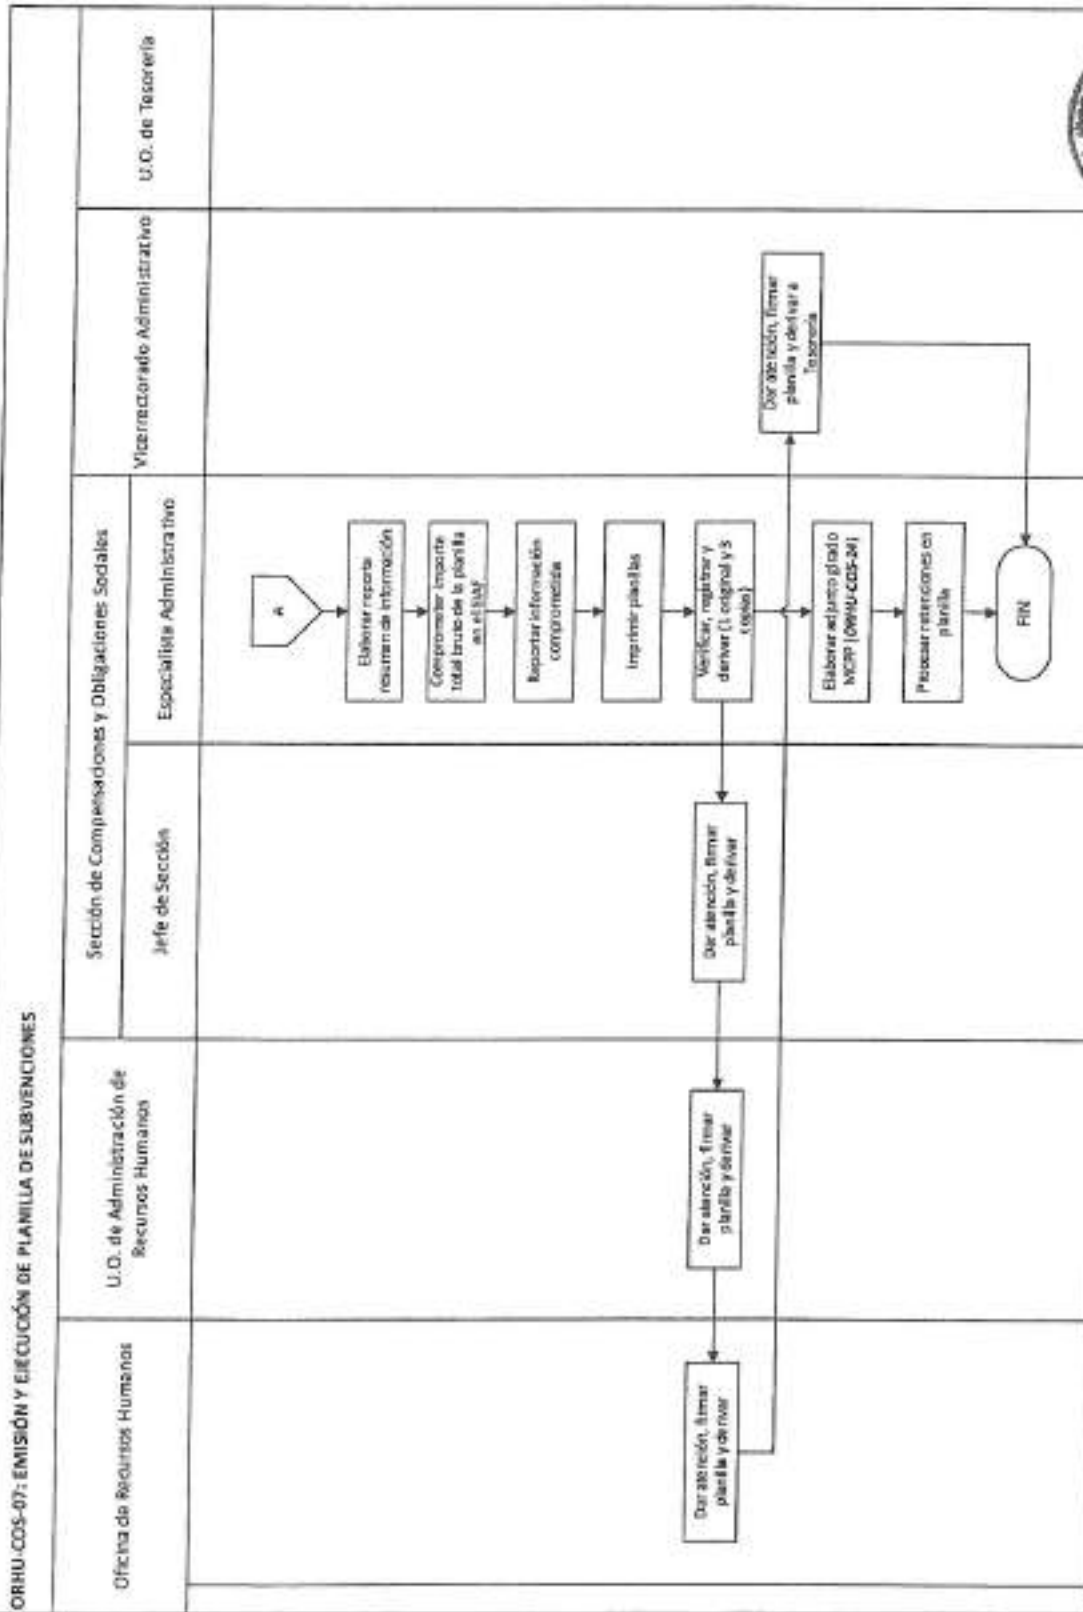 ORHU-COS-07: EMISIÓN Y EJECUCIÓN DE PLANILLA DE SUBVENCIONES
Oficina de Recursos Humanos
U.O. de Administración de
Recursos Humanos
Sección de Compensaciones y Obligaciones Sociales
Jefe de Sección
Especialista Administrativo
Vicerrectorado Administrativo
U.O. de Tesorería
A
Elaborar reporte
resumen de información
Comprometer importe
total bruto de la planilla
en el SIAF
Reportar información
comprometida
Imprimir planillas
Verificar, registrar y
derivar (1 original y 3
copias)
Dar atención, firmar
planilla y derivar
Dar atención, firmar
planilla y derivar
Dar atención, firmar
planilla y derivar
Dar atención, firmar
planilla y derivar a
Tesorería
Elaborar adjunto girado
MCPP (ORHU-COS-24)
Procesar retenciones en
planilla
FIN